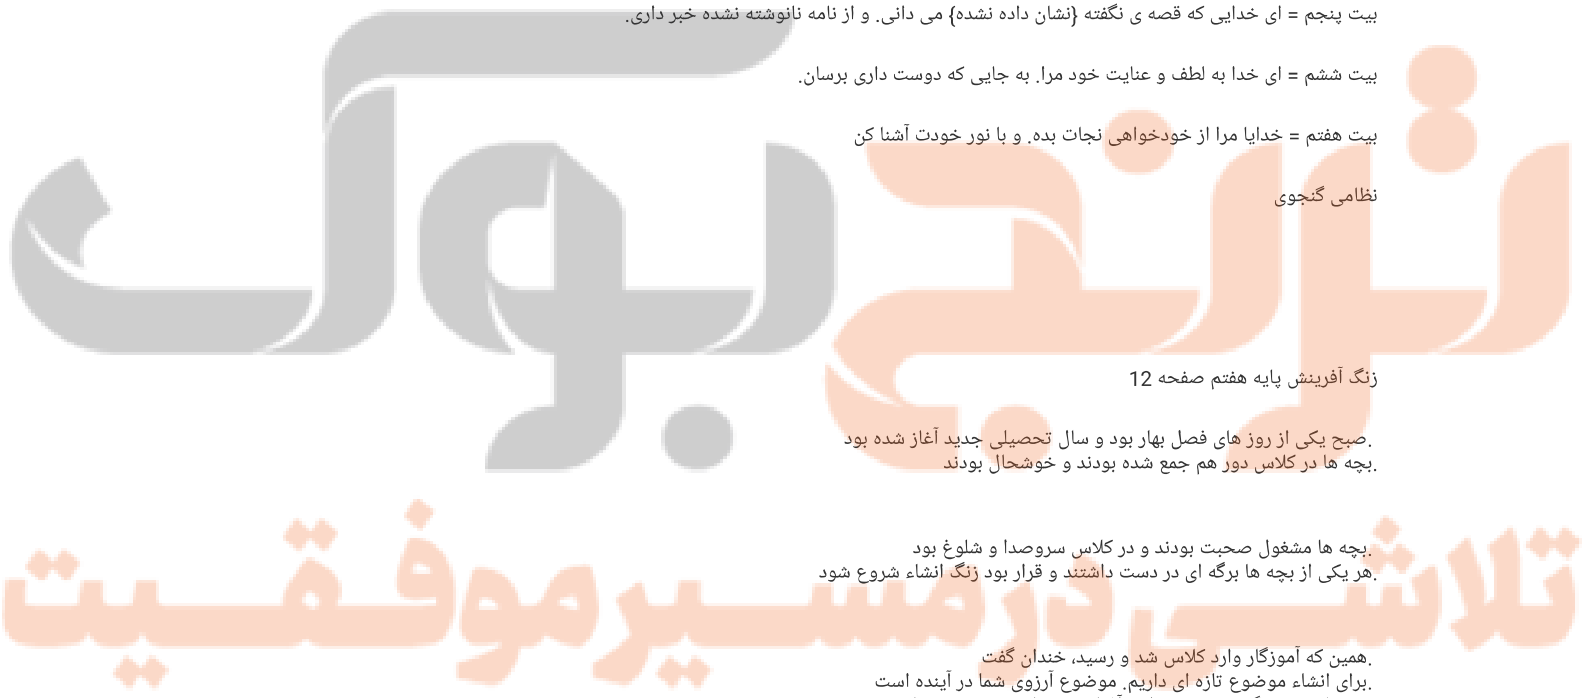 بیت پنجم = ای خدایی که قصه ی نگفته {نشان داده نشده} می دانی. و از نامه نانوشته نشده خبر داری.
بیت ششم = ای خدا به لطف و عنایت خود مرا. به جایی که دوست داری برسان.
بیت هفتم = خدایا مرا از خودخواهی نجات بده. و با نور خودت آشنا کن
نظامی گنجوی
ترنج بوک
زنگ آفرینش پایه هفتم صفحه 12
.صبح یکی از روز های فصل بهار بود و سال تحصیلی جدید آغاز شده بود
.بچه ها در کلاس دور هم جمع شده بودند و خوشحال بودند
.بچه ها مشغول صحبت بودند و در کلاس سروصدا و شلوغ بود
.هر یکی از بچه ها برگه ای در دست داشتند و قرار بود زنگ انشاء شروع شود
تلاشی در مسیر موفقیت
.همین که آموزگار وارد کلاس شد و رسید، خندان گفت
.برای انشاء موضوع تازه ای داریم. موضوع آرزوی شما در آینده است